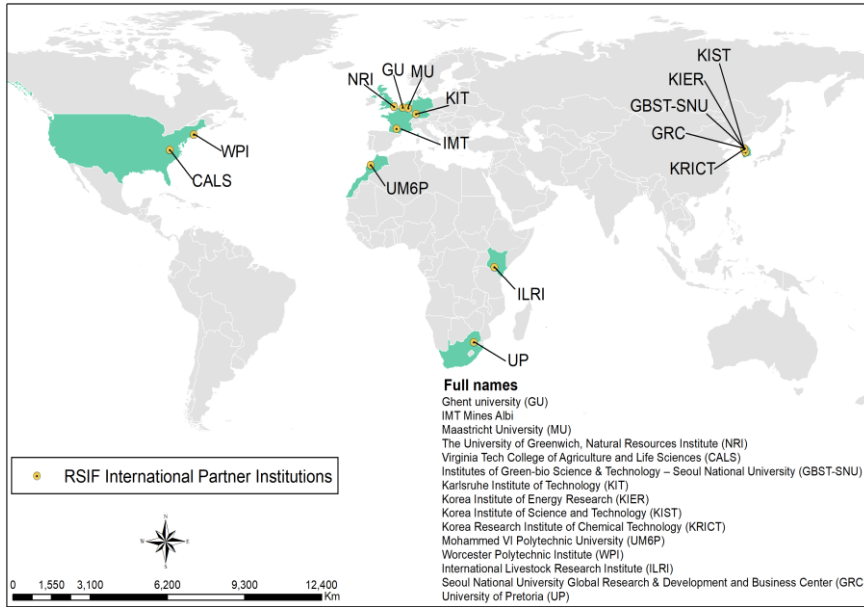 KIST
GU
MU
KIER
NRI
KIT
GBST-SNU
GRC
WPI
IMT
KRICT
CALS
UM6P
ILRI
UP
Full names
Ghent university (GU)
IMT Mines Albi
Maastricht University (MU)
The University of Greenwich, Natural Resources Institute (NRI)
Virginia Tech College of Agriculture and Life Sciences (CALS)
Institutes of Green-bio Science & Technology – Seoul National University (GBST-SNU)
Karlsruhe Institute of Technology (KIT)
Korea Institute of Energy Research (KIER)
Korea Institute of Science and Technology (KIST)
Korea Research Institute of Chemical Technology (KRICT)
Mohammed VI Polytechnic University (UM6P)
Worcester Polytechnic Institute (WPI)
International Livestock Research Institute (ILRI)
Seoul National University Global Research & Development and Business Center (GRC)
University of Pretoria (UP)
RSIF International Partner Institutions
N
W E
S
0 1,550 3,100 6,200 9,300 12,400
Km